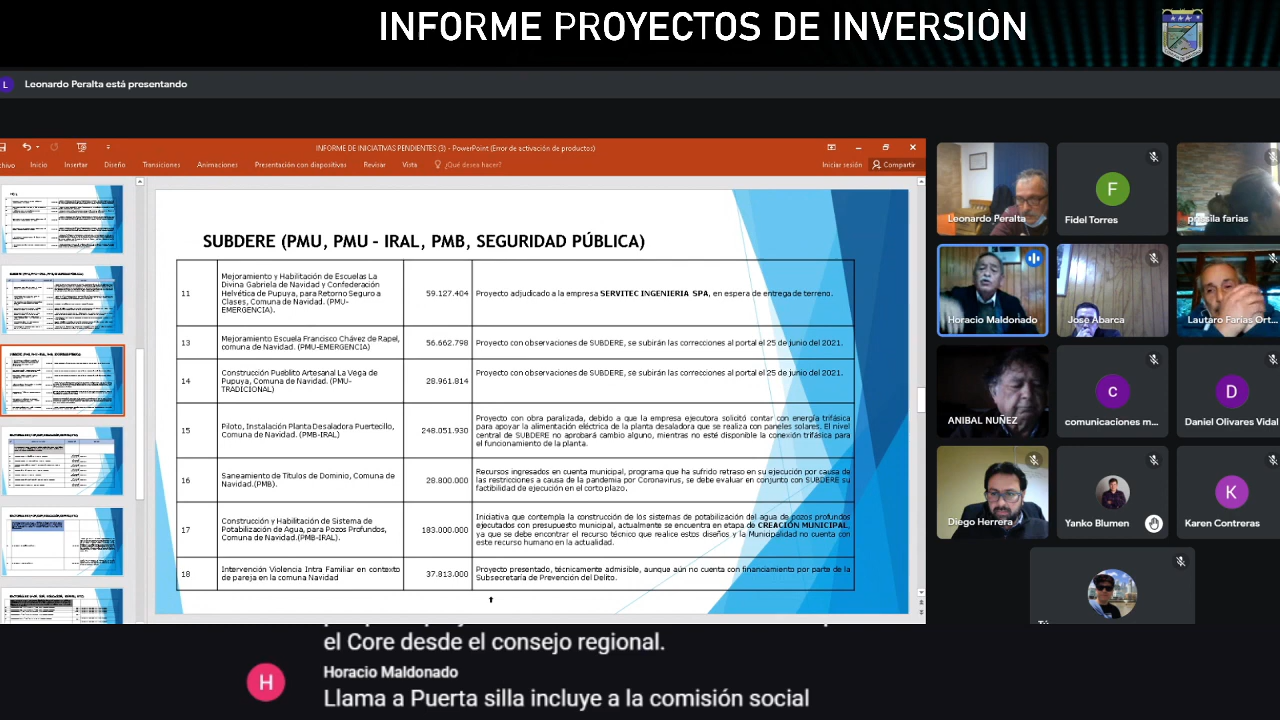 INFORME PROYECTOS DE INVERSIÓN
L
Leonardo Peralta está presentando
INFORME DE INICIATIVAS PENDIENTES (3) - PowerPoint (Error de activación de productos)
Inicio Insertar Diseño Transiciones Animaciones Presentación con diapositivas Revisar Vista ¿Qué desea hacer? Iniciar sesión Compartir
SUBDERE (PMU, PMU - IRAL, PMB, SEGURIDAD PÚBLICA)
11
Mejoramiento y Habilitación de Escuelas La
Divina Gabriela de Navidad y Confederación
Helvética de Pupuya, para Retorno Seguro a
Clases, Comuna de Navidad. (PMU-
EMERGENCIA).
59.127.404
Proyecto adjudicado a la empresa SERVITEC INGENIERIA SPA, en espera de entrega de terreno.
13
Mejoramiento Escuela Francisco Chávez de Rapel,
comuna de Navidad. (PMU-EMERGENCIA)
56.662.798
Proyecto con observaciones de SUBDERE, se subirán las correcciones al portal el 25 de junio del 2021.
14
Construcción Pueblito Artesanal La Vega de
Pupuya, Comuna de Navidad. (PMU-
TRADICIONAL)
28.961.814
Proyecto con observaciones de SUBDERE, se subirán las correcciones al portal el 25 de junio del 2021.
15
Piloto, Instalación Planta Desaladora Puertecillo,
Comuna de Navidad. (PMB-IRAL)
248.051.930
Proyecto con obra paralizada, debido a que la empresa ejecutora solicitó contar con energía trifásica
para apoyar la alimentación eléctrica de la planta desaladora que se realiza con paneles solares. El nivel
central de SUBDERE no aprobará cambio alguno, mientras no esté disponible la conexión trifásica para
el funcionamiento de la planta.
16
Saneamiento de Títulos de Dominio, Comuna de
Navidad.(PMB).
28.800.000
Recursos ingresados en cuenta municipal, programa que ha sufrido retraso en su ejecución por causa de
las restricciones a causa de la pandemia por Coronavirus, se debe evaluar en conjunto con SUBDERE su
factibilidad de ejecución en el corto plazo.
17
Construcción y Habilitación de Sistema de
Potabilización de Agua, para Pozos Profundos,
Comuna de Navidad.(PMB-IRAL).
183.000.000
Iniciativa que contempla la construcción de los sistemas de potabilización del agua de pozos profundos
ejecutados con presupuesto municipal, actualmente se encuentra en etapa de CREACIÓN MUNICIPAL,
ya que se debe encontrar el recurso técnico que realice estos diseños y la Municipalidad no cuenta con
este recurso humano en la actualidad.
18
Intervención Violencia Intra Familiar en contexto
de pareja en la comuna Navidad
37.813.000
Proyecto presentado, técnicamente admisible, aunque aún no cuenta con financiamiento por parte de la
Subsecretaría de Prevención del Delito.
Leonardo Peralta
F
Fidel Torres
farias
Horacio Maldonado
José Abarca
Lautaro Farías Ort...
ANIBAL NUÑEZ
c
comunicaciones m...
D
Daniel Olivares Vidal
Diego Herrera
Yanko Blumen
K
Karen Contreras
el Core desde el consejo regional.
H
Horacio Maldonado
Llama a Puerta silla incluye a la comisión social